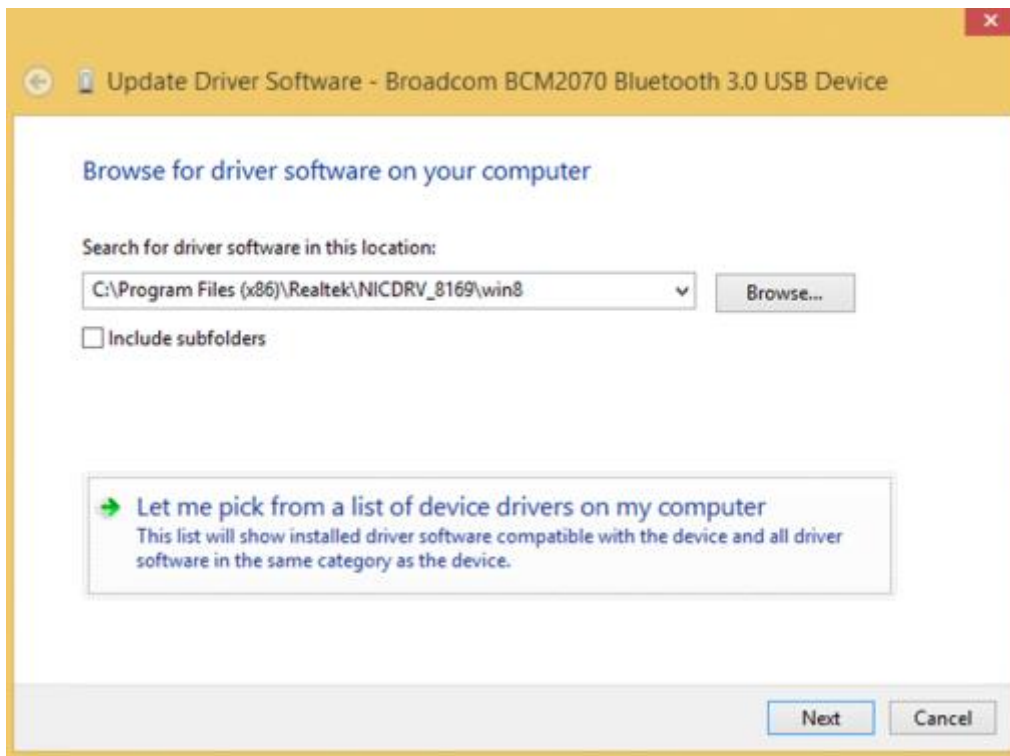 Update Driver Software - Broadcom BCM2070 Bluetooth 3.0 USB Device
Browse for driver software on your computer
Search for driver software in this location:
C:\Program Files (x86)\Realtek\NICDRV_8169\win8
Browse...
Include subfolders
Let me pick from a list of device drivers on my computer
This list will show installed driver software compatible with the device and all driver
software in the same category as the device.
Next
Cancel